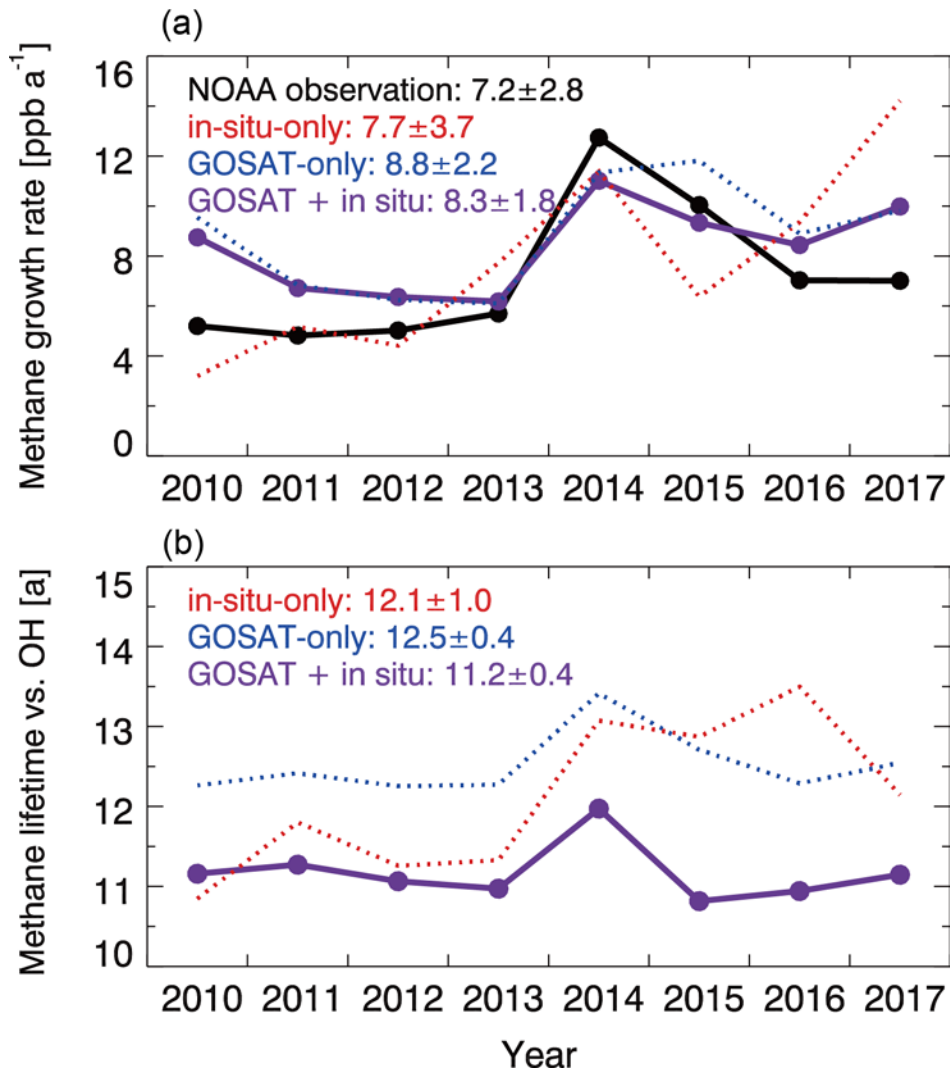 (a)
Methane growth rate [ppb a⁻¹]
16
12
8
4
0
NOAA observation: 7.2±2.8
in-situ-only: 7.7±3.7
GOSAT-only: 8.8±2.2
GOSAT + in situ: 8.3±1.8
2010 2011 2012 2013 2014 2015 2016 2017
(b)
Methane lifetime vs. OH [a]
15
14
13
12
11
10
in-situ-only: 12.1±1.0
GOSAT-only: 12.5±0.4
GOSAT + in situ: 11.2±0.4
2010 2011 2012 2013 2014 2015 2016 2017
Year